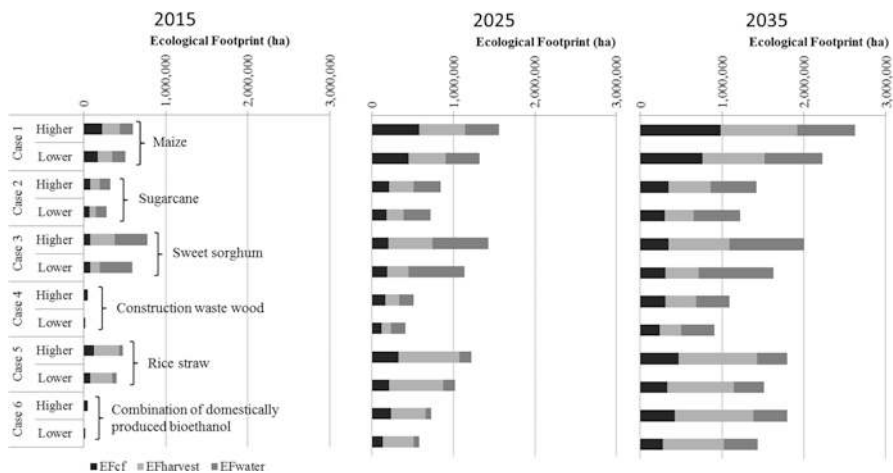 2015
Ecological Footprint (ha)
0
1,000,000
2,000,000
3,000,000
2025
Ecological Footprint (ha)
0
1,000,000
2,000,000
3,000,000
2035
Ecological Footprint (ha)
0
1,000,000
2,000,000
3,000,000
Case 1
Higher
Lower
Maize
Case 2
Higher
Lower
Sugarcane
Case 3
Higher
Lower
Sweet sorghum
Case 4
Higher
Lower
Construction waste wood
Case 5
Higher
Lower
Rice straw
Case 6
Higher
Lower
Combination of domestically
produced bioethanol
EFcf EFharvest EFwater